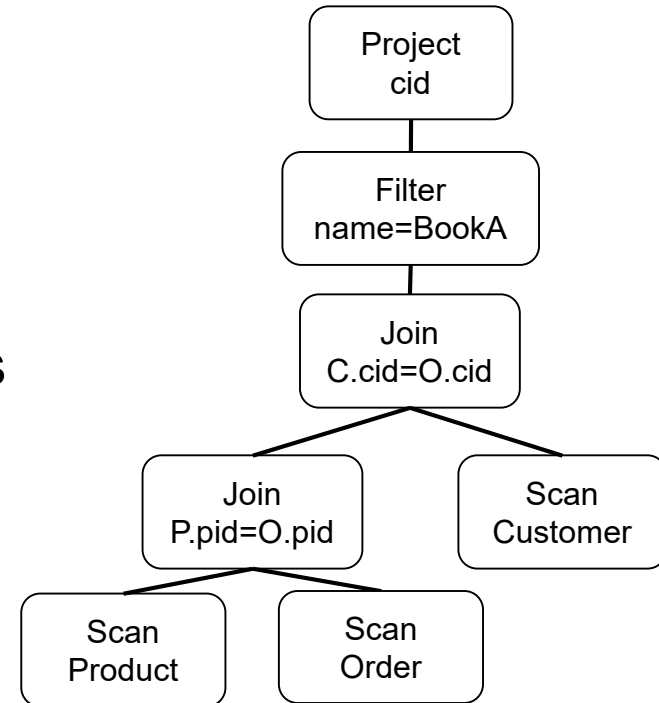 Project
cid
Filter
name=BookA
Join
C.cid=O.cid
s
Join
P.pid=O.pid
Scan
Customer
Scan
Product
Scan
Order